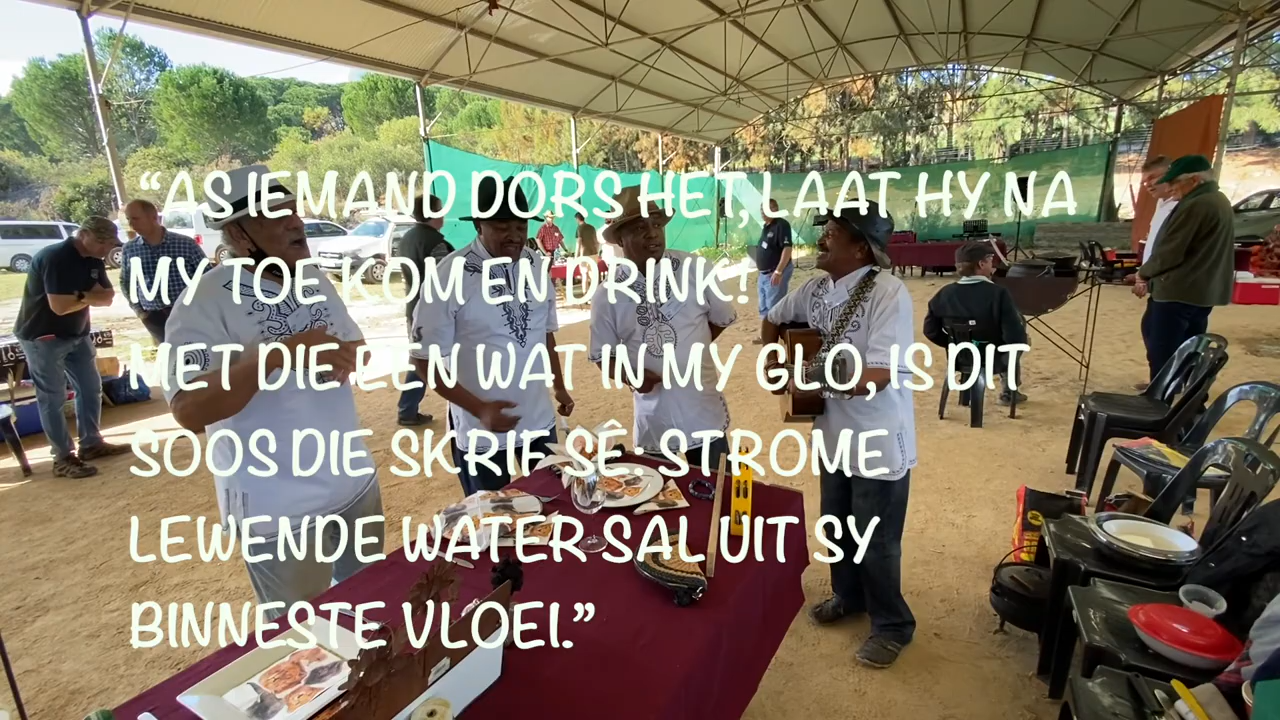 “AS IEMAND DORS HET, LAAT HY NA
MY TOE KOM EN DRINK!
MET DIE EEN WAT IN MY GLO, IS DIT
SOOS DIE SKRIF SÊ: STROME
LEWENDE WATER SAL UIT SY
BINNESTE VLOEI.”